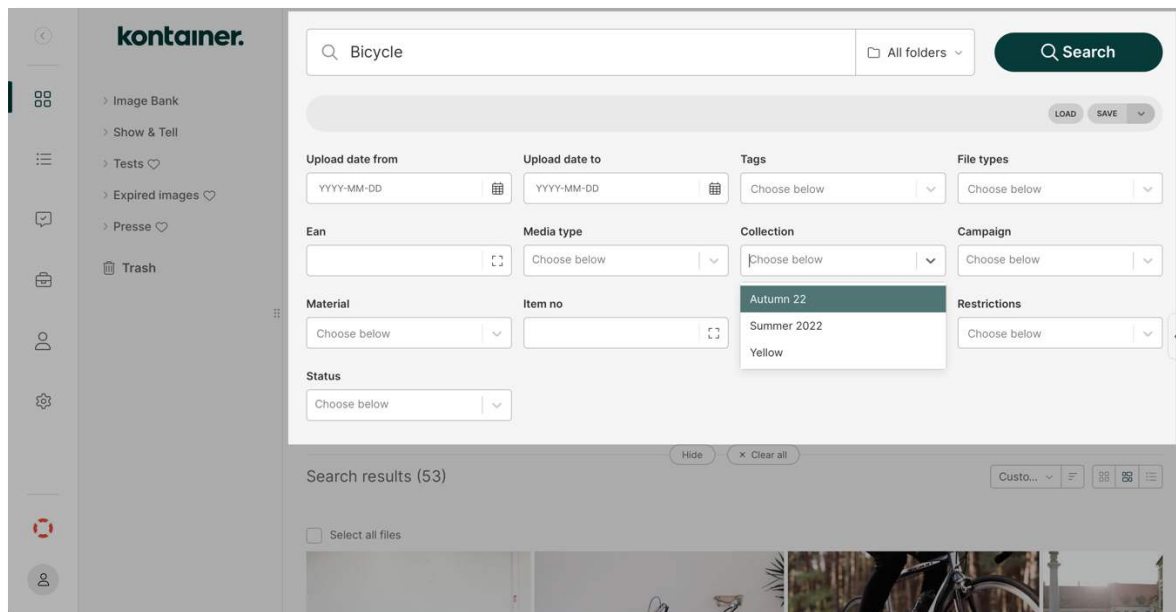 kontaıner.
Image Bank
Show & Tell
Tests
Expired images
Presse
Trash
Bicycle
All folders
Search
LOAD
SAVE
Upload date from
Upload date to
Tags
File types
YYYY-MM-DD
YYYY-MM-DD
Choose below
Choose below
Ean
Media type
Collection
Campaign
Choose below
Choose below
Choose below
Material
Item no
Autumn 22
Restrictions
Choose below
Summer 2022
Choose below
Yellow
Status
Choose below
Hide
× Clear all
Search results (53)
Custo...
Select all files